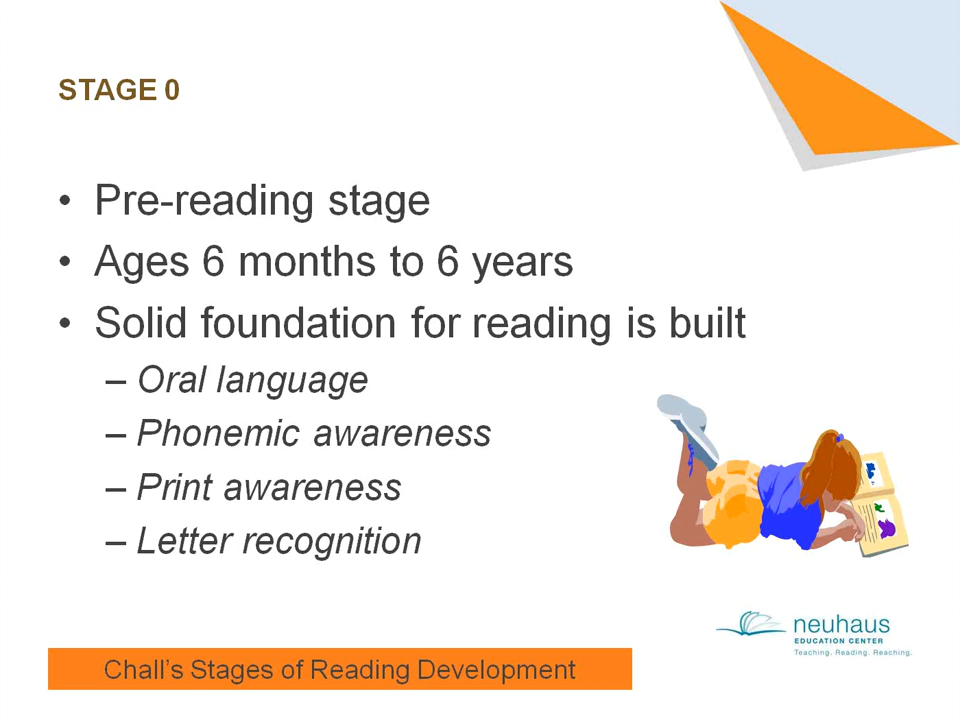 STAGE 0
• Pre-reading stage
• Ages 6 months to 6 years
• Solid foundation for reading is built
– Oral language
– Phonemic awareness
– Print awareness
– Letter recognition
neuhaus
EDUCATION CENTER
Teaching. Reading. Reaching.
Chall's Stages of Reading Development